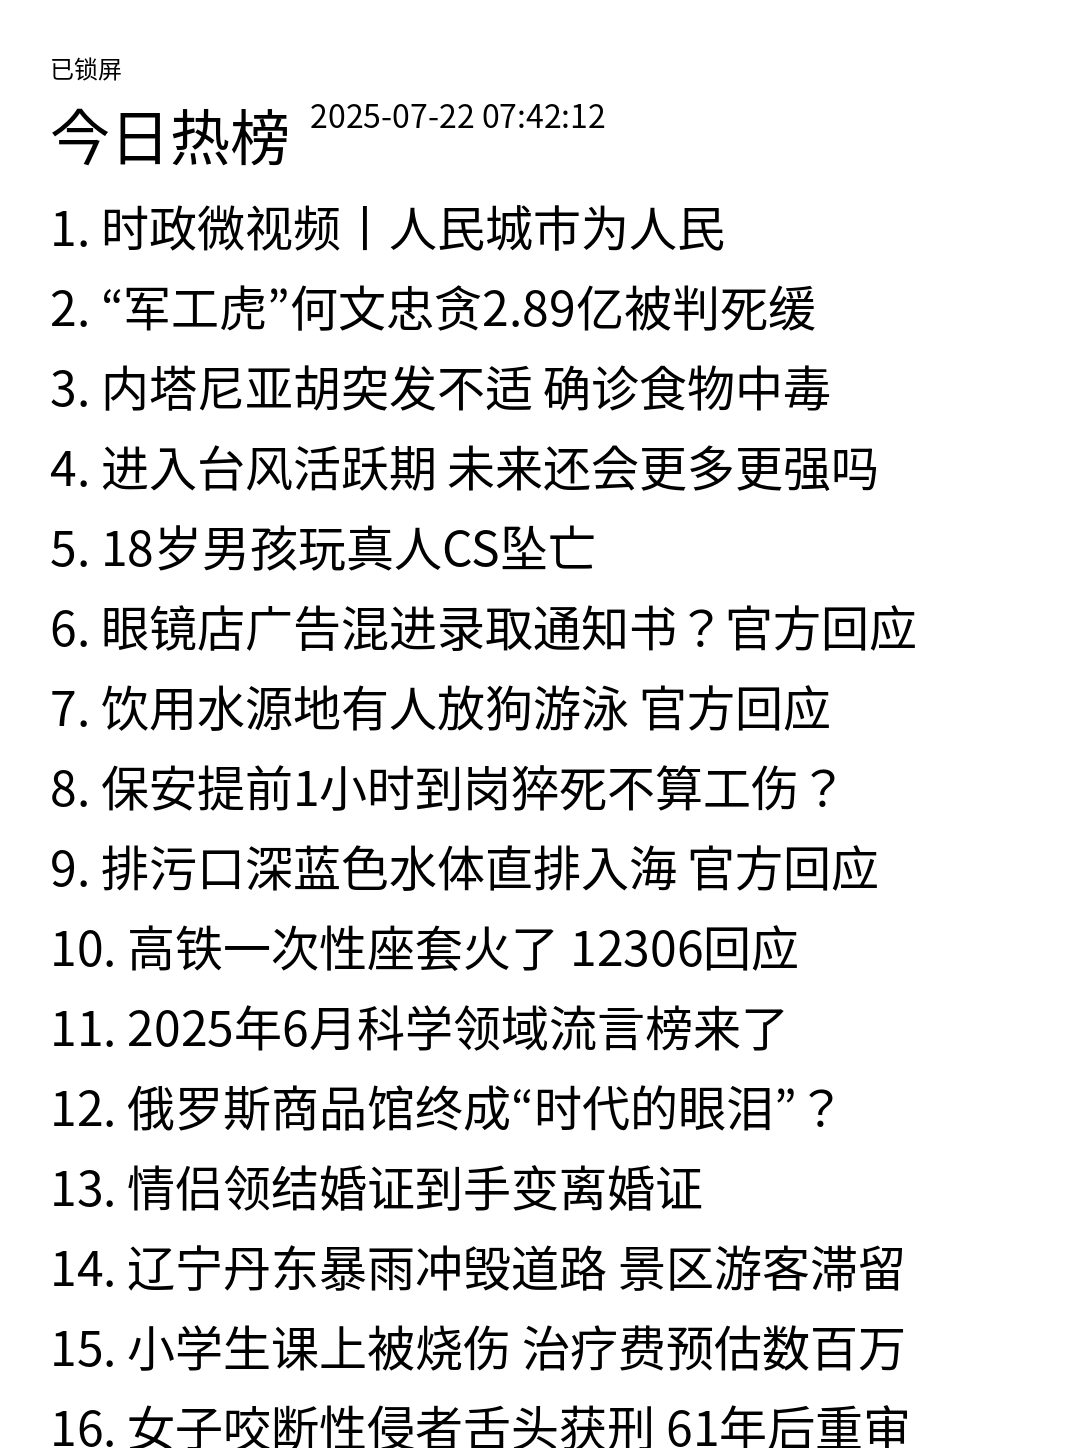 已锁屏
今日热榜 2025-07-22 07:42:12
1. 时政微视频丨人民城市为人民
2. “军工虎”何文忠贪2.89亿被判死缓
3. 内塔尼亚胡突发不适 确诊食物中毒
4. 进入台风活跃期 未来还会更多更强吗
5. 18岁男孩玩真人CS坠亡
6. 眼镜店广告混进录取通知书？官方回应
7. 饮用水源地有人放狗游泳 官方回应
8. 保安提前1小时到岗猝死不算工伤？
9. 排污口深蓝色水体直排入海 官方回应
10. 高铁一次性座套火了 12306回应
11. 2025年6月科学领域流言榜来了
12. 俄罗斯商品馆终成“时代的眼泪”？
13. 情侣领结婚证到手变离婚证
14. 辽宁丹东暴雨冲毁道路 景区游客滞留
15. 小学生课上被烧伤 治疗费预估数百万
16. 女子咬断性侵者舌头获刑 61年后重审